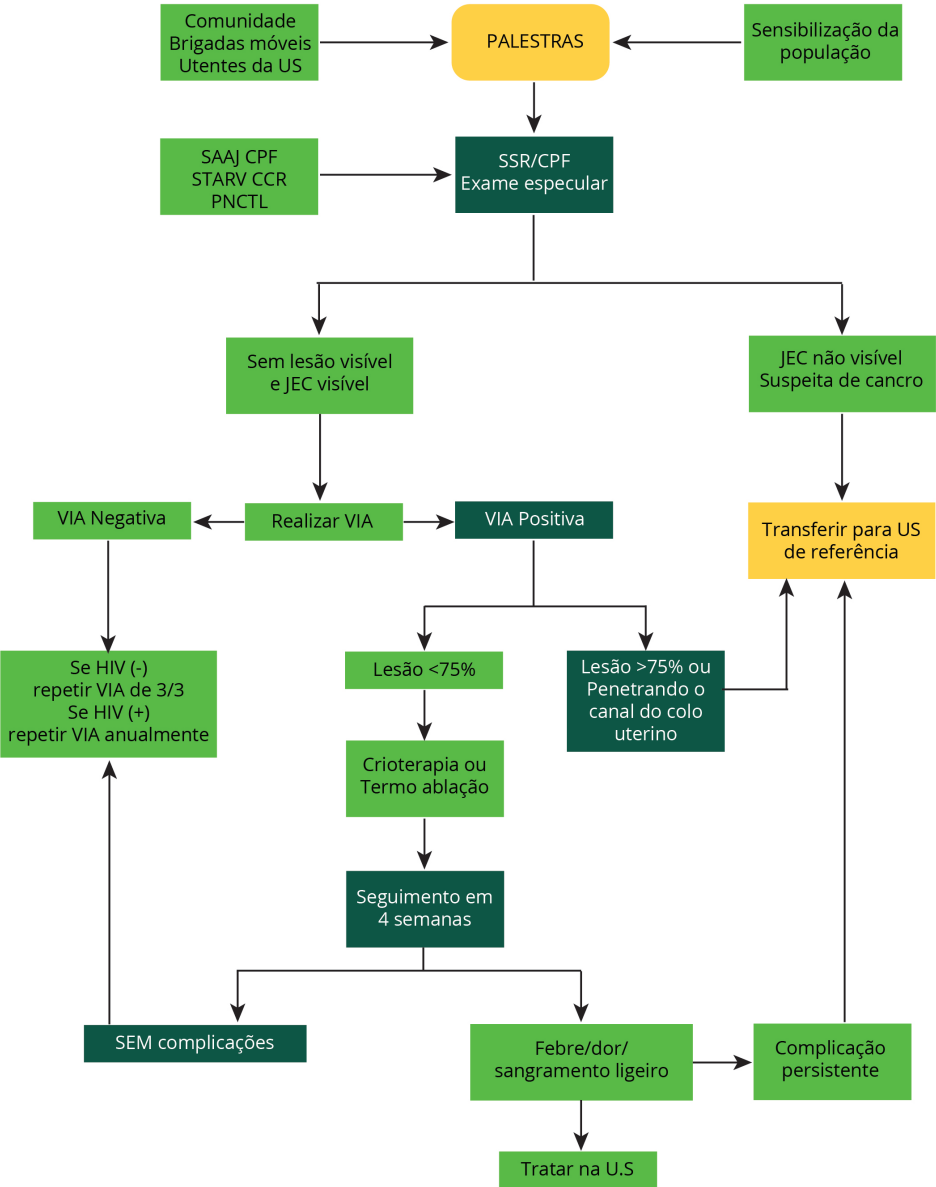 Comunidade
Brigadas móveis
Utentes da US
PALESTRAS
Sensibilização da
população
SAAJ CPF
STARV CCR
PNCTL
SSR/CPF
Exame especular
Sem lesão visível
e JEC visível
JEC não visível
Suspeita de cancro
VIA Negativa
Realizar VIA
VIA Positiva
Transferir para US
de referência
Se HIV (-)
repetir VIA de 3/3
Se HIV (+)
repetir VIA anualmente
Lesão <75%
Lesão >75% ou
Penetrando o
canal do colo
uterino
Crioterapia ou
Termo ablação
Seguimento em
4 semanas
SEM complicações
Febre/dor/
sangramento ligeiro
Complicação
persistente
Tratar na U.S